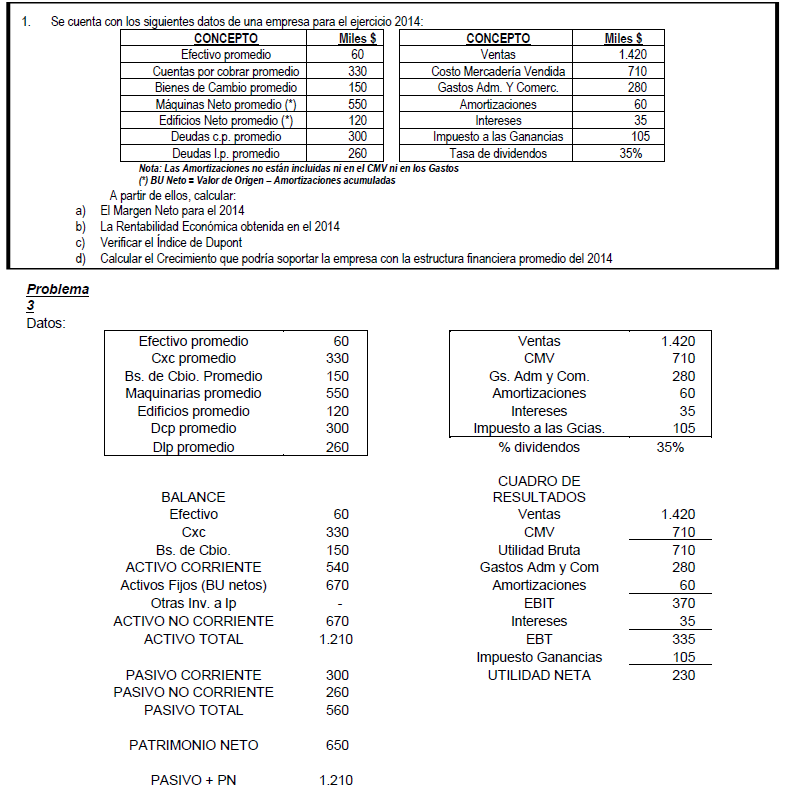 1. Se cuenta con los siguientes datos de una empresa para el ejercicio 2014:
CONCEPTO Miles $ CONCEPTO Miles $
Efectivo promedio 60 Ventas 1.420
Cuentas por cobrar promedio 330 Costo Mercadería Vendida 710
Bienes de Cambio promedio 150 Gastos Adm. Y Comerc. 280
Máquinas Neto promedio (*) 550 Amortizaciones 60
Edificios Neto promedio (*) 120 Intereses 35
Deudas c.p. promedio 300 Impuesto a las Ganancias 105
Deudas l.p. promedio 260 Tasa de dividendos 35%
Nota: Las Amortizaciones no están incluidas ni en el CMV ni en los Gastos
(*) BU Neto = Valor de Origen – Amortizaciones acumuladas
A partir de ellos, calcular:
a) El Margen Neto para el 2014
b) La Rentabilidad Económica obtenida en el 2014
c) Verificar el Índice de Dupont
d) Calcular el Crecimiento que podría soportar la empresa con la estructura financiera promedio del 2014
Problema
3
Datos:
Efectivo promedio 60 Ventas 1.420
Cxc promedio 330 CMV 710
Bs. de Cbio. Promedio 150 Gs. Adm y Com. 280
Maquinarias promedio 550 Amortizaciones 60
Edificios promedio 120 Intereses 35
Dcp promedio 300 Impuesto a las Gcias. 105
Dlp promedio 260 % dividendos 35%
CUADRO DE
BALANCE RESULTADOS
Efectivo 60 Ventas 1.420
Cxc 330 CMV 710
Bs. de Cbio. 150 Utilidad Bruta 710
ACTIVO CORRIENTE 540 Gastos Adm y Com 280
Activos Fijos (BU netos) 670 Amortizaciones 60
Otras Inv. a lp - EBIT 370
ACTIVO NO CORRIENTE 670 Intereses 35
ACTIVO TOTAL 1.210 EBT 335
Impuesto Ganancias 105
PASIVO CORRIENTE 300 UTILIDAD NETA 230
PASIVO NO CORRIENTE 260
PASIVO TOTAL 560
PATRIMONIO NETO 650
PASIVO + PN 1.210